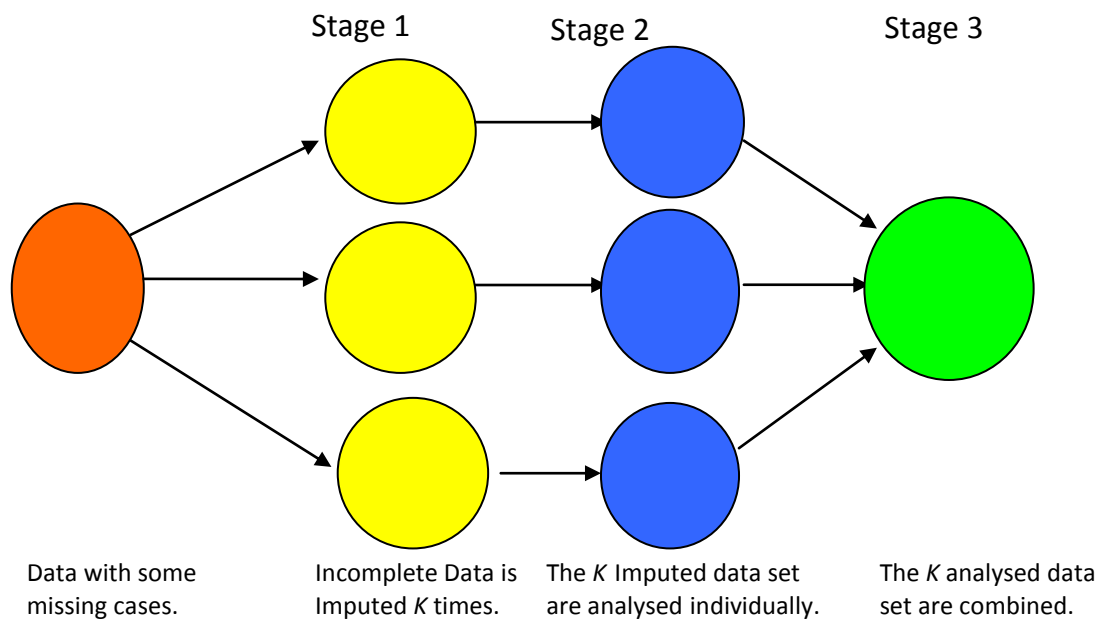 Stage 1
Stage 2
Stage 3
Data with some
missing cases.
Incomplete Data is
Imputed K times.
The K Imputed data set
are analysed individually.
The K analysed data
set are combined.